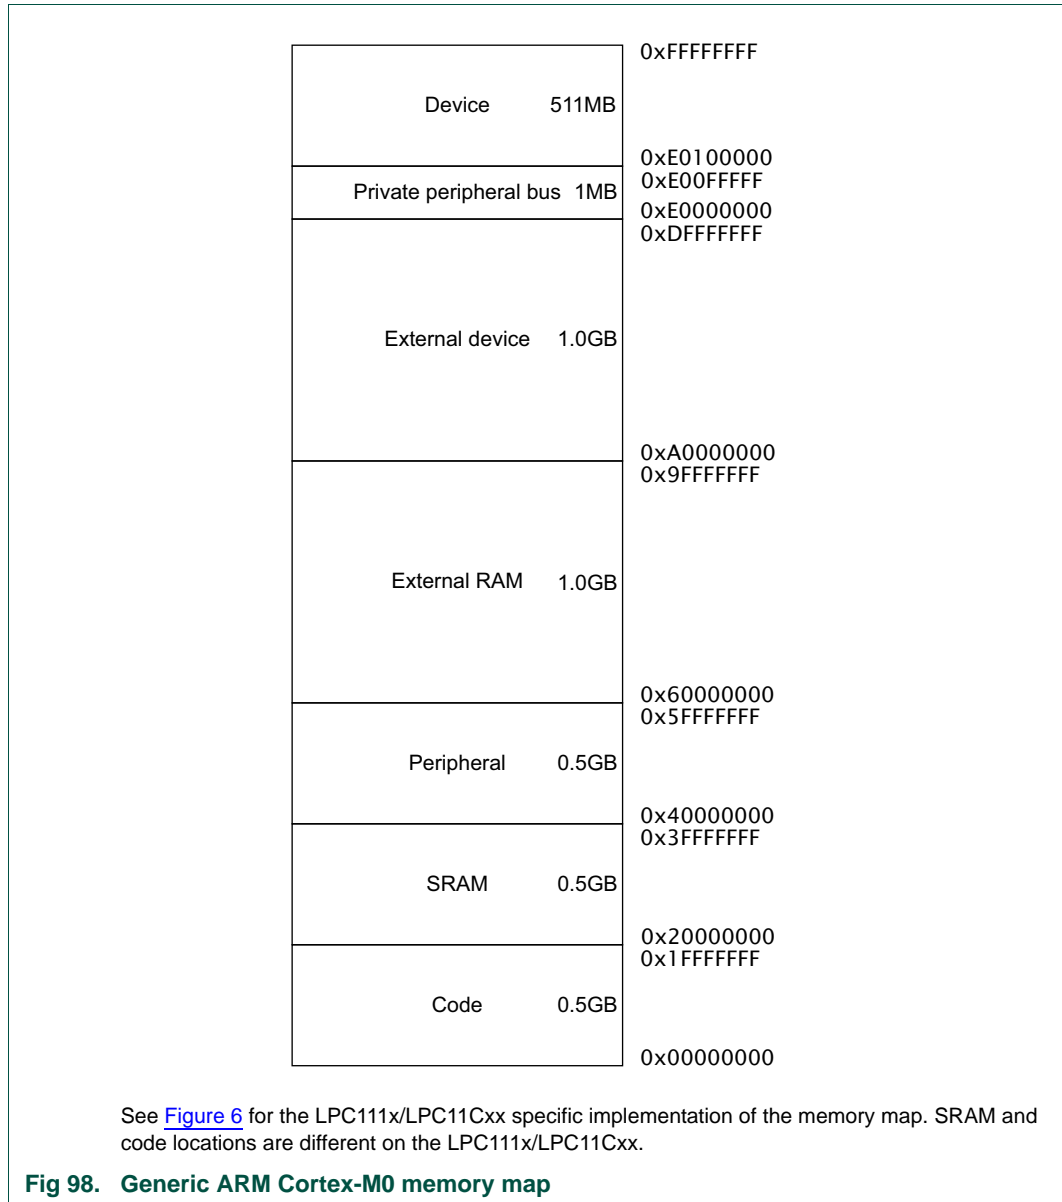 0xFFFFFFFF
Device 511MB
0xE0100000
0xE00FFFFF
Private peripheral bus 1MB
0xE0000000
0xDFFFFFFF
External device 1.0GB
0xA0000000
0x9FFFFFFF
External RAM 1.0GB
0x60000000
0x5FFFFFFF
Peripheral 0.5GB
0x40000000
0x3FFFFFFF
SRAM 0.5GB
0x20000000
0x1FFFFFFF
Code 0.5GB
0x00000000
See Figure 6 for the LPC111x/LPC11Cxx specific implementation of the memory map. SRAM and
code locations are different on the LPC111x/LPC11Cxx.
Fig 98. Generic ARM Cortex-M0 memory map